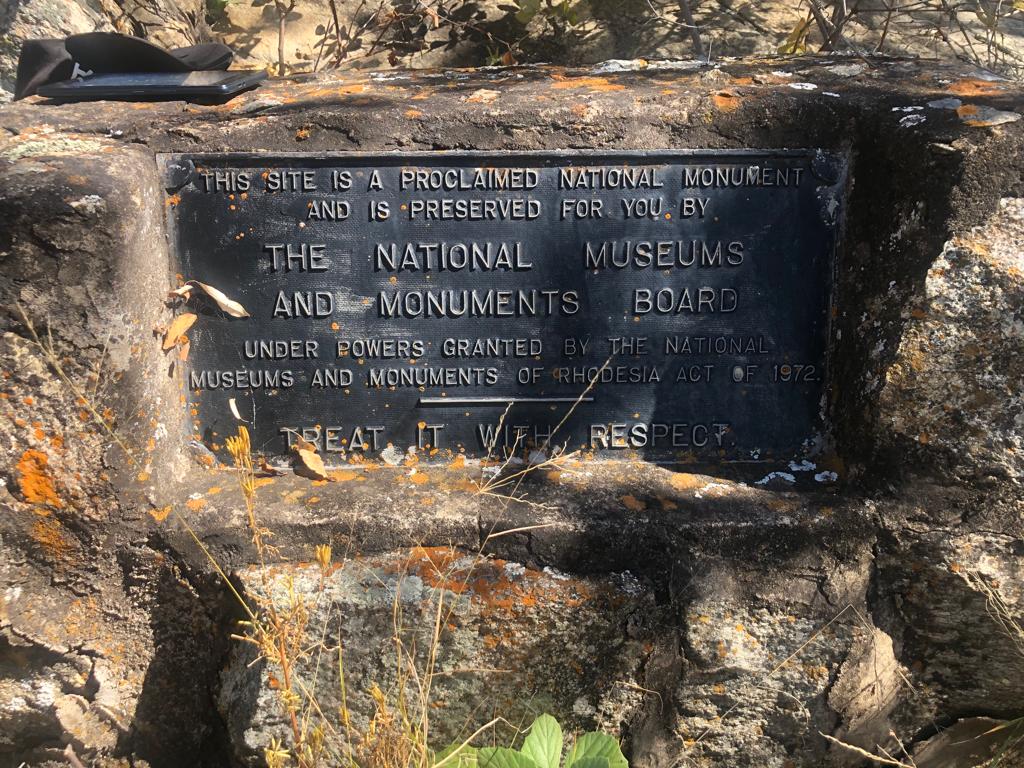 THIS SITE IS A PROCLAIMED NATIONAL MONUMENT
AND IS PRESERVED FOR YOU BY
THE NATIONAL MUSEUMS
AND MONUMENTS BOARD
UNDER POWERS GRANTED BY THE NATIONAL
MUSEUMS AND MONUMENTS OF RHODESIA ACT OF 1972.
TREAT IT WITH RESPECT.